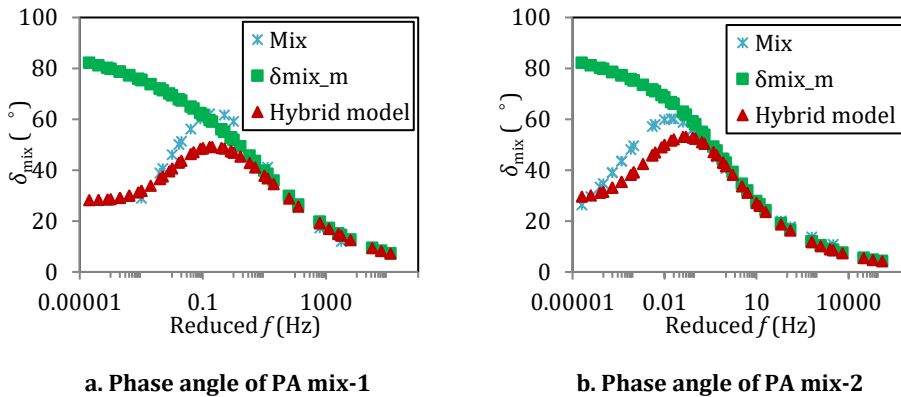 100
80
60
40
20
0
δmix ( ° )
Mix
δmix_m
Hybrid model
0.00001
0.1
1000
Reduced f (Hz)
a. Phase angle of PA mix-1
100
80
60
40
20
0
δmix ( ° )
Mix
δmix_m
Hybrid model
0.00001
0.01
10
10000
Reduced f (Hz)
b. Phase angle of PA mix-2